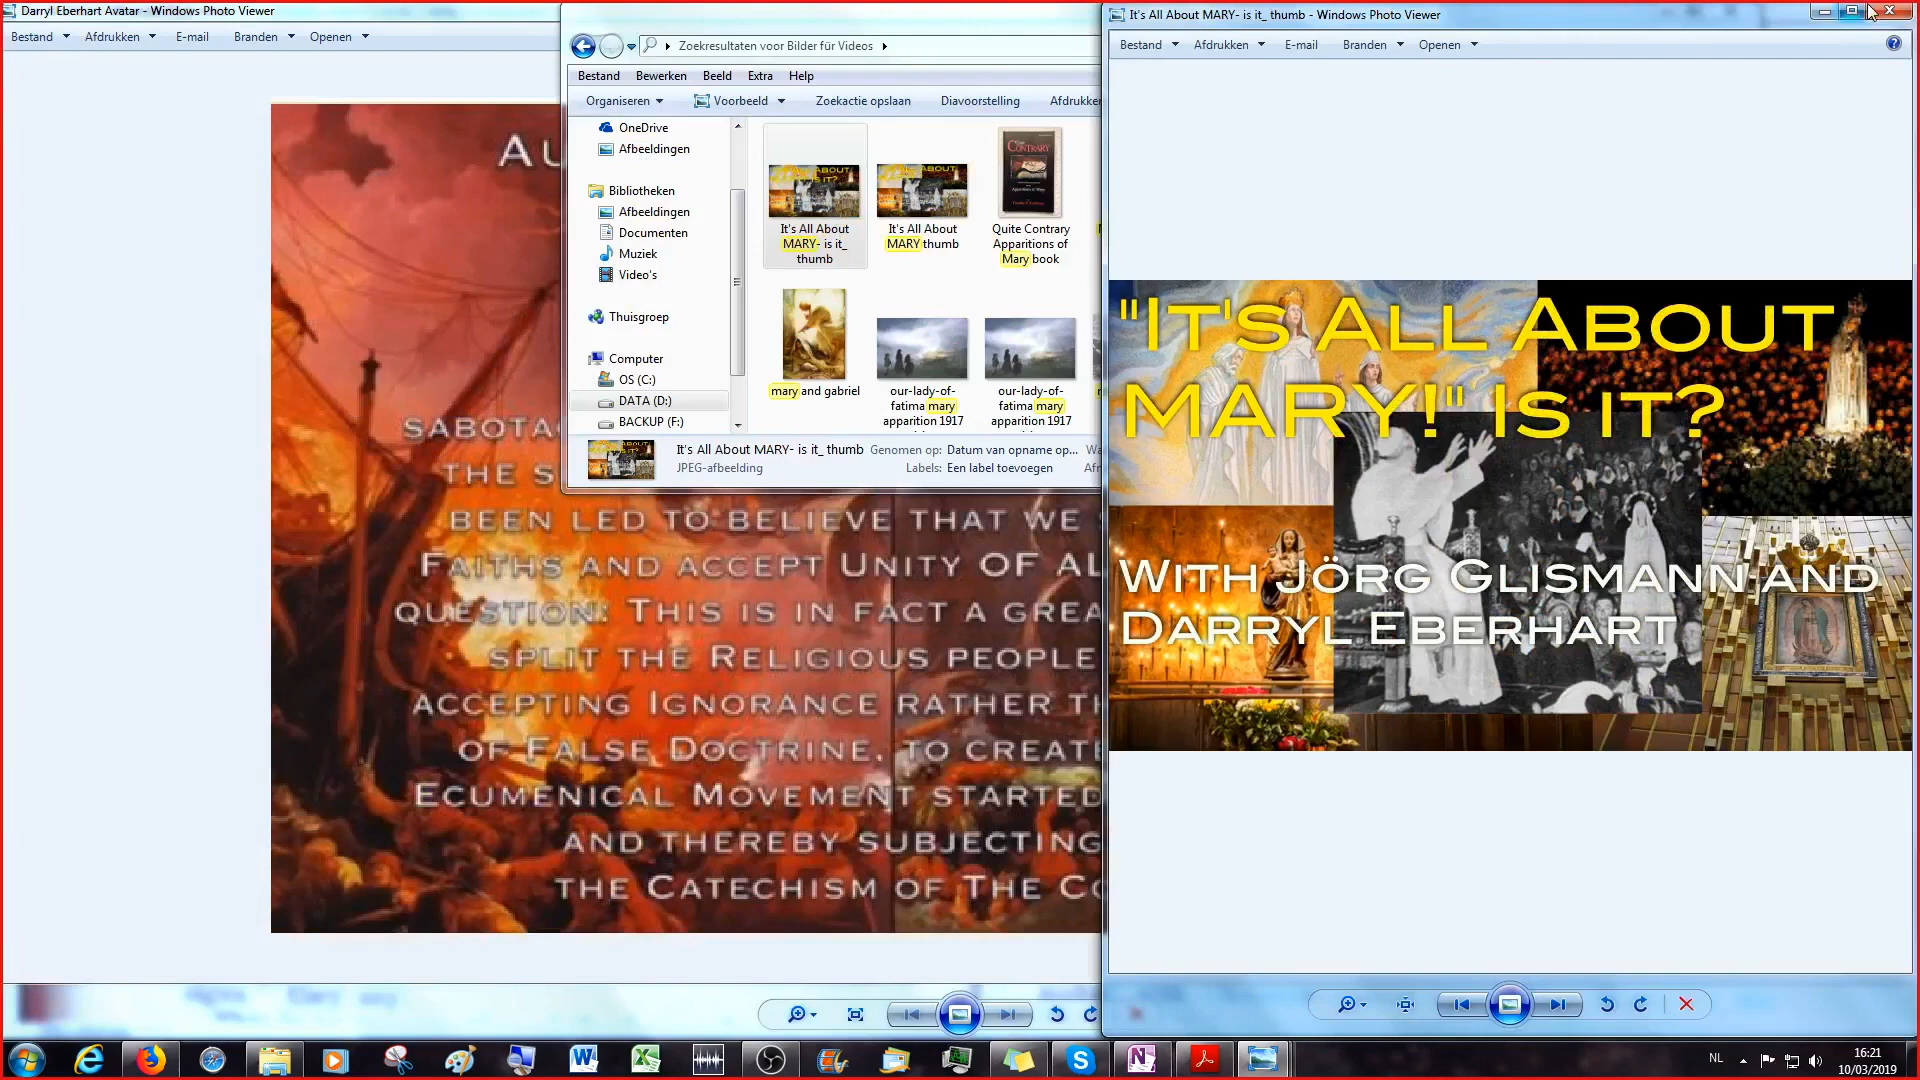 Darryl Eberhart Avatar - Windows Photo Viewer
Bestand
Afdrukken
E-mail
Branden
Openen
AU
SABOTA
THE S
BEEN LED TO BELIEVE THAT WE
FAITHS AND ACCEPT UNITY OF AL
QUESTION! THIS IS IN FACT A GREA
SPLIT THE RELIGIOUS PEOPLE
ACCEPTING IGNORANCE RATHER TH
OF FALSE DOCTRINE, TO CREATE
ECUMENICAL MOVEMENT STARTED
AND THEREBY SUBJECTING
THE CATECHISM OF THE CO
Zoekresultaten voor Bilder für Videos
Bestand
Bewerken
Beeld
Extra
Help
Organiseren
Voorbeeld
Zoekactie opslaan
Diavoorstelling
Afdrukken
OneDrive
Afbeeldingen
Bibliotheken
Afbeeldingen
Documenten
Muziek
Video's
Thuisgroep
Computer
OS (C:)
DATA (D:)
BACKUP (F:)
It's All About
MARY- is it_
thumb
It's All About
MARY thumb
CONTRARY
Quite Contrary
Apparitions of
Mary book
mary and gabriel
our-lady-of-
fatima mary
apparition 1917
our-lady-of-
fatima mary
apparition 1917
It's All About MARY- is it_ thumb
Genomen op: Datum van opname op...
JPEG-afbeelding
Labels: Een label toevoegen
It's All About MARY- is it_ thumb - Windows Photo Viewer
Bestand
Afdrukken
E-mail
Branden
Openen
"IT'S ALL ABOUT
MARY!" IS IT?
WITH JÖRG GLISMANN AND
DARRYL EBERHART
NL
16:21
10/03/2019